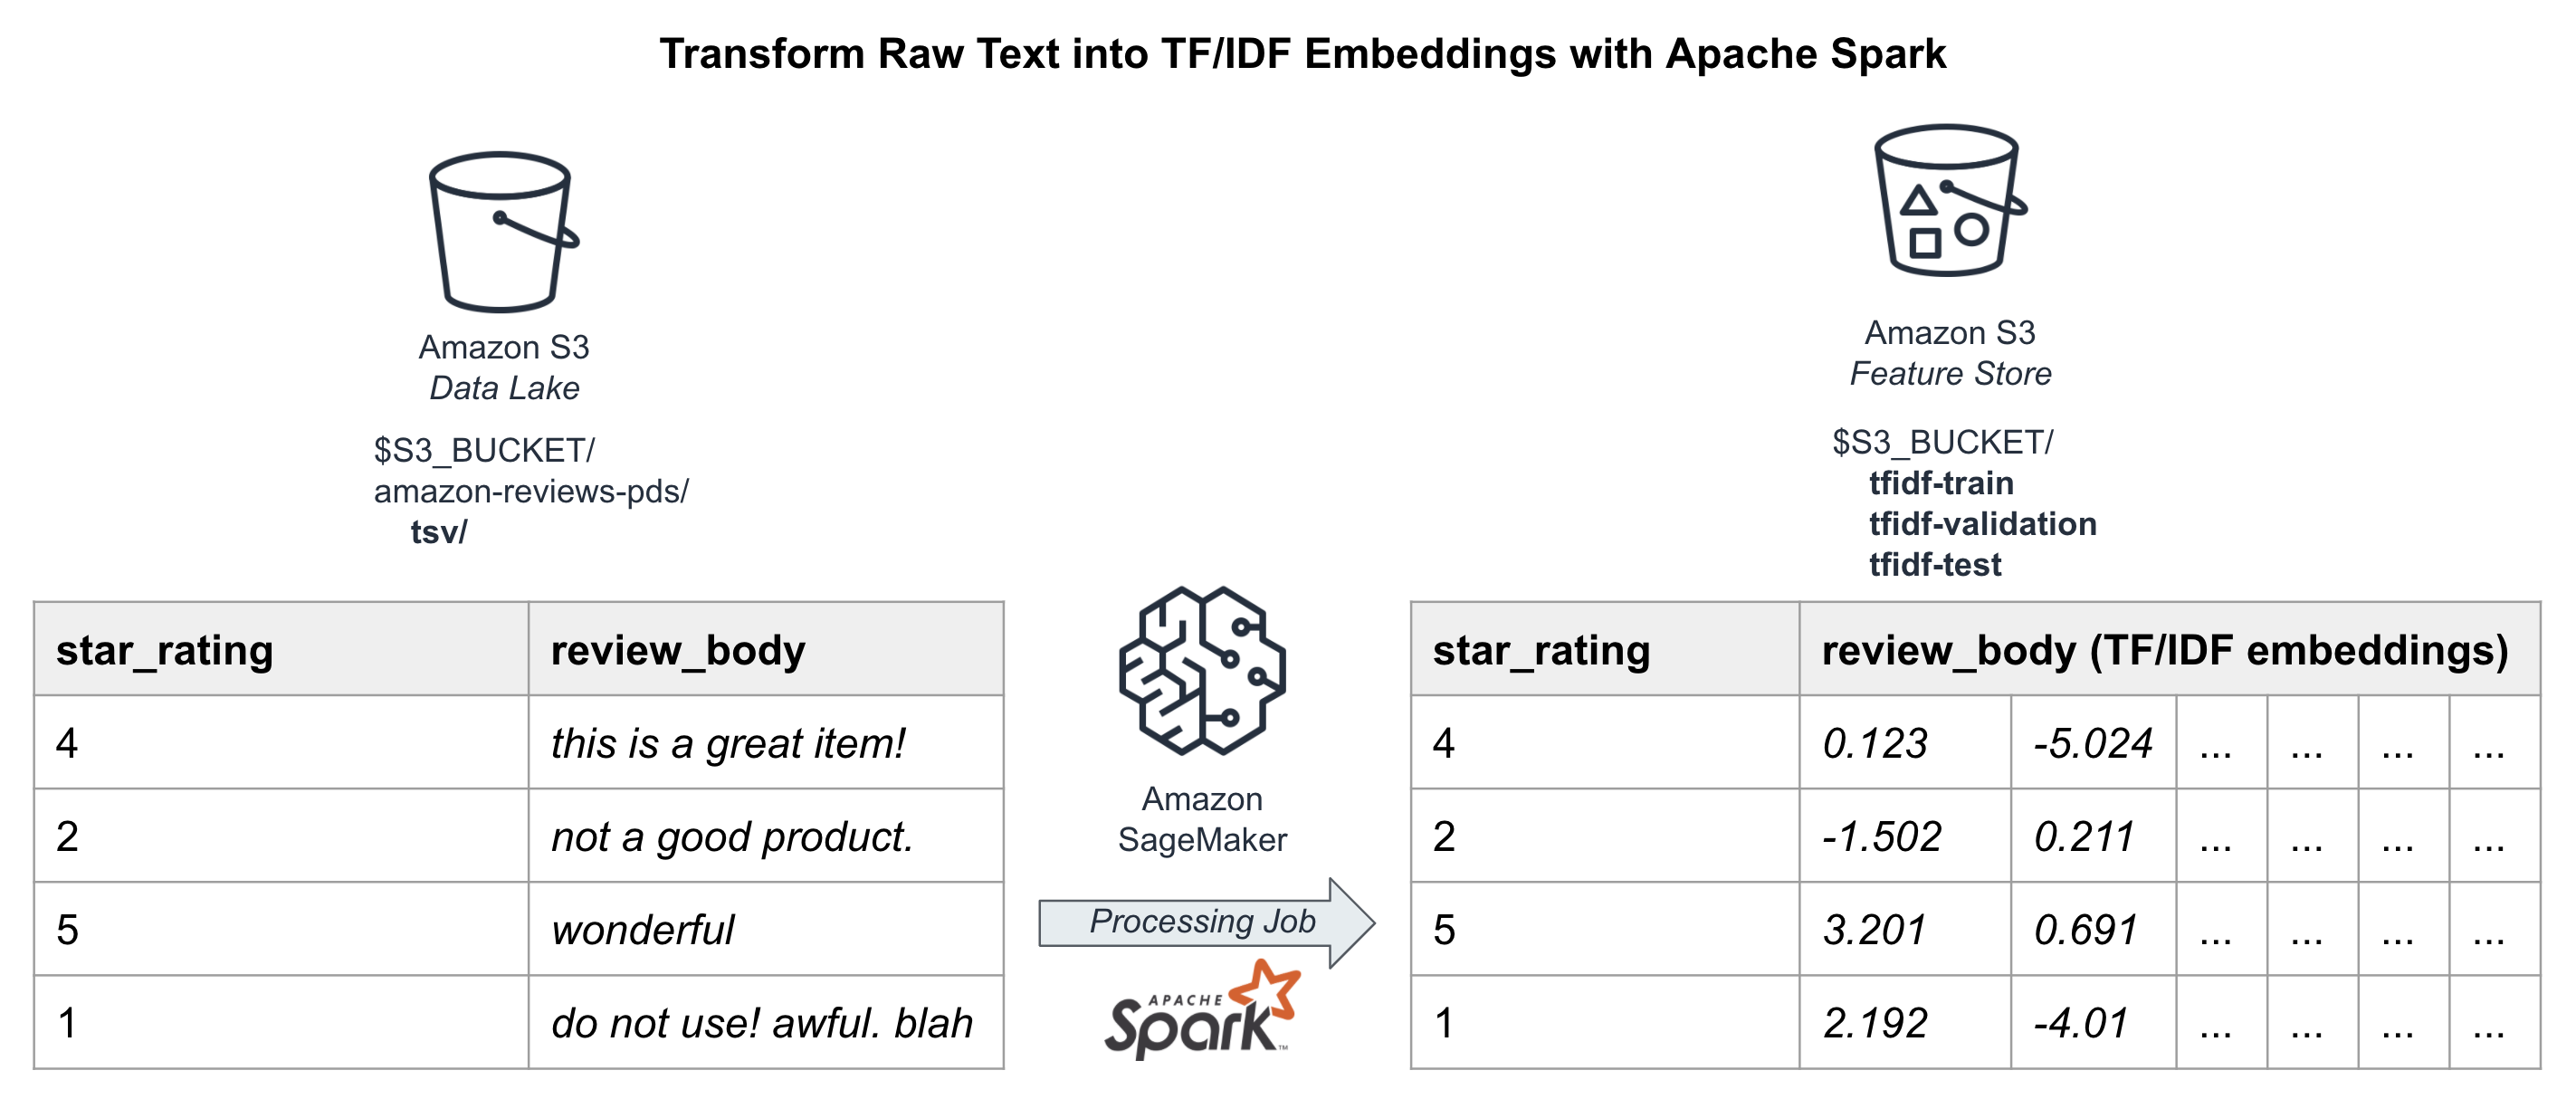 Transform Raw Text into TF/IDF Embeddings with Apache Spark
Amazon S3
Data Lake
$S3_BUCKET/
amazon-reviews-pds/
tsv/
Amazon S3
Feature Store
$S3_BUCKET/
tfidf-train
tfidf-validation
tfidf-test
star_rating review_body
4 this is a great item!
2 not a good product.
5 wonderful
1 do not use! awful. blah
Amazon
SageMaker
Processing Job
APACHE
Spark™
star_rating review_body (TF/IDF embeddings)
4 0.123 -5.024 ... ... ... ...
2 -1.502 0.211 ... ... ... ...
5 3.201 0.691 ... ... ... ...
1 2.192 -4.01 ... ... ... ...